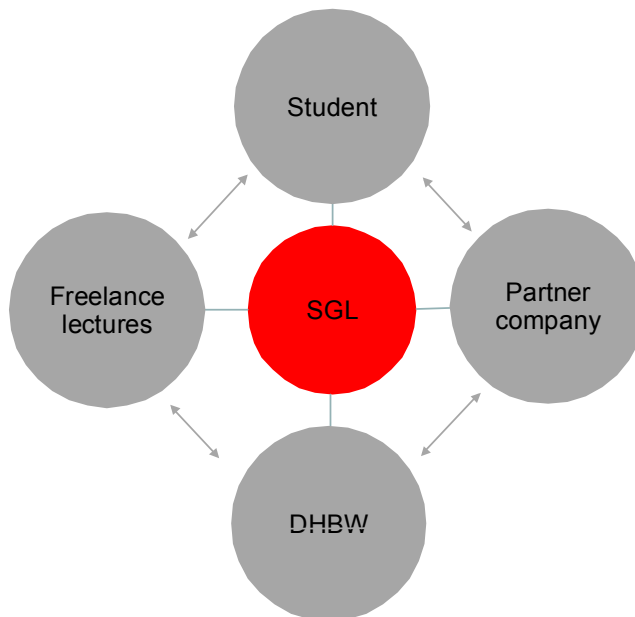 Student
Freelance
lectures
SGL
Partner
company
DHBW